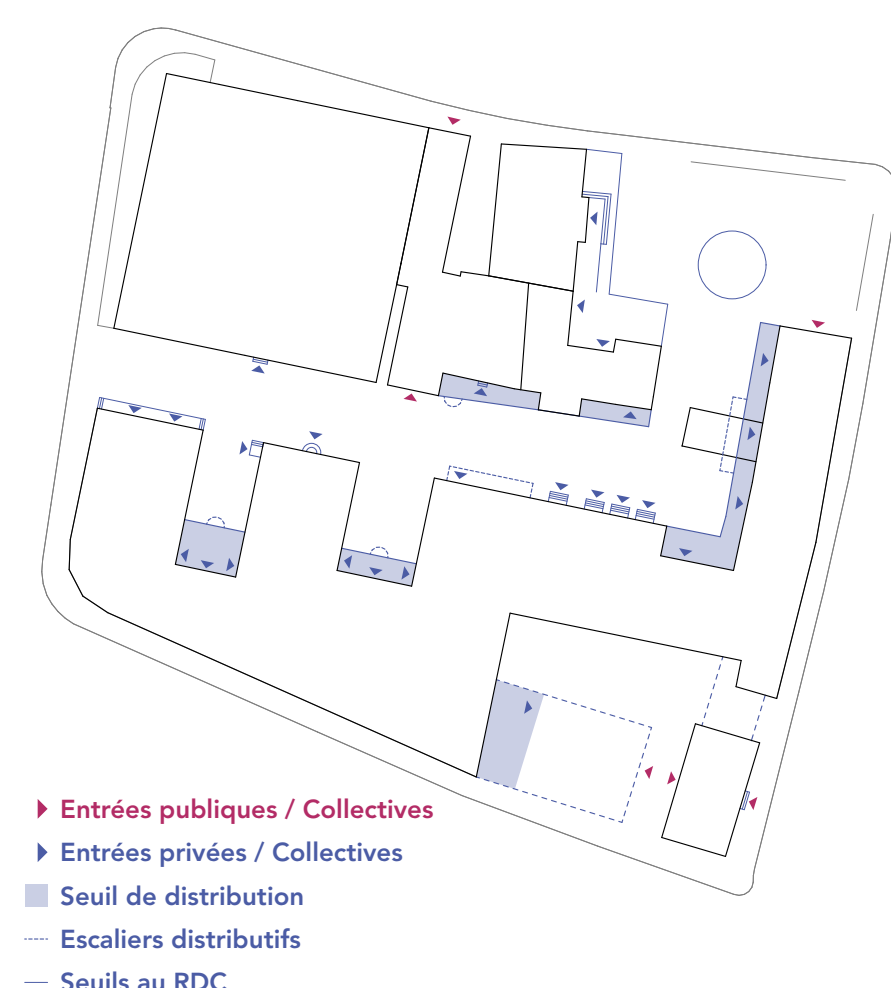 Entrées publiques / Collectives
Entrées privées / Collectives
Seuil de distribution
Escaliers distributifs
Seuils au RDC